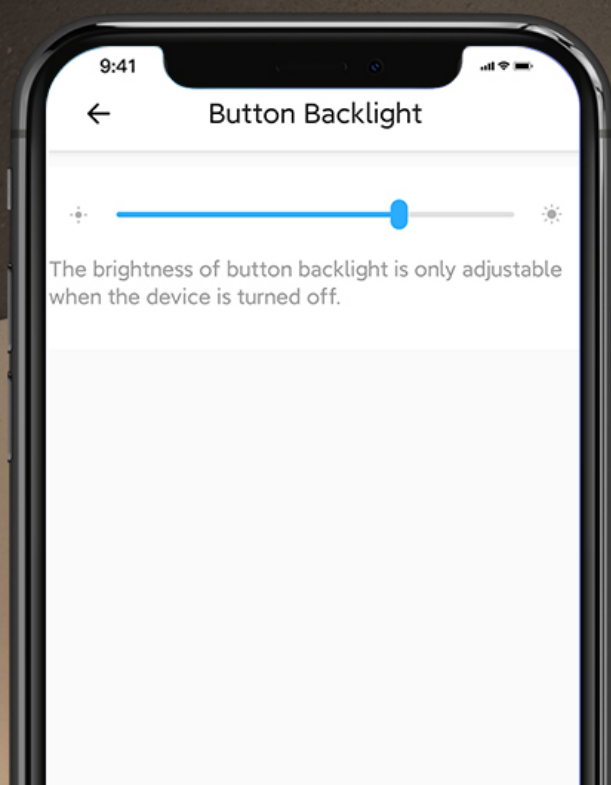 9:41
Button Backlight
The brightness of button backlight is only adjustable
when the device is turned off.